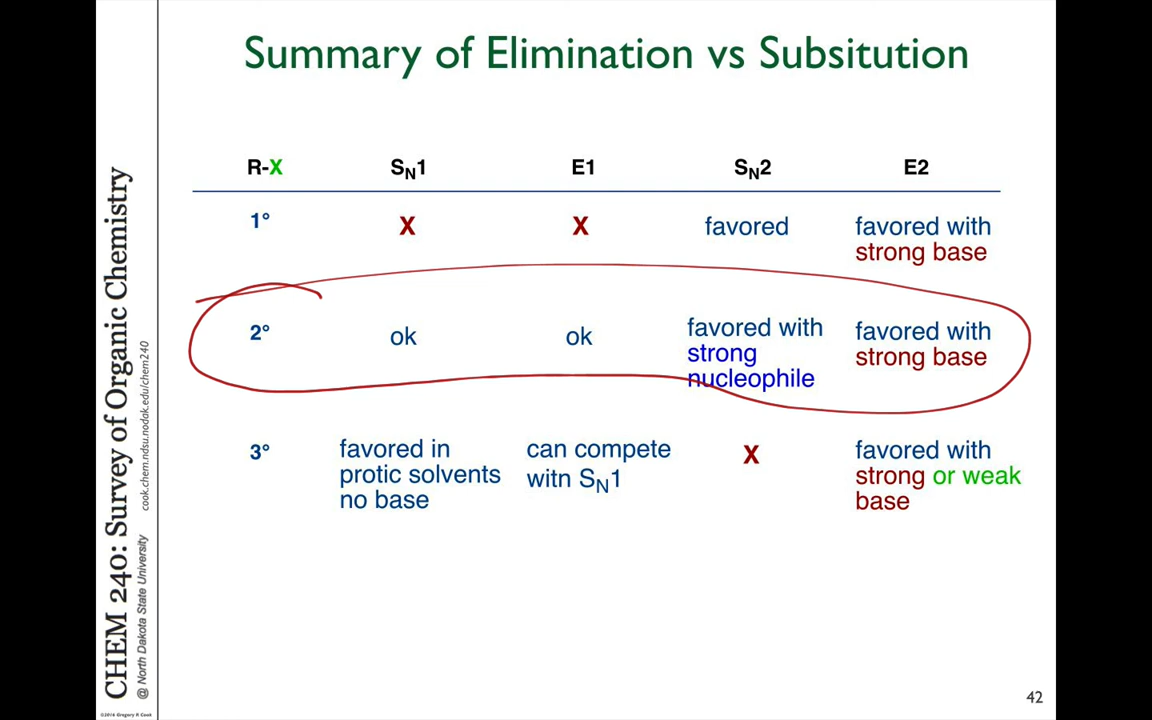 Summary of Elimination vs Subsitution
R-X SN1 E1 SN2 E2
1° X X favored favored with
strong base
2° ok ok favored with
strong
nucleophile
favored with
strong base
3° favored in
protic solvents
no base
can compete
witn SN1
X
favored with
strong or weak
base
CHEM 240: Survey of Organic Chemistry
@ North Dakota State University cook.chem.ndsu.nodak.edu/chem240
©2016 Gregory R Cook
42